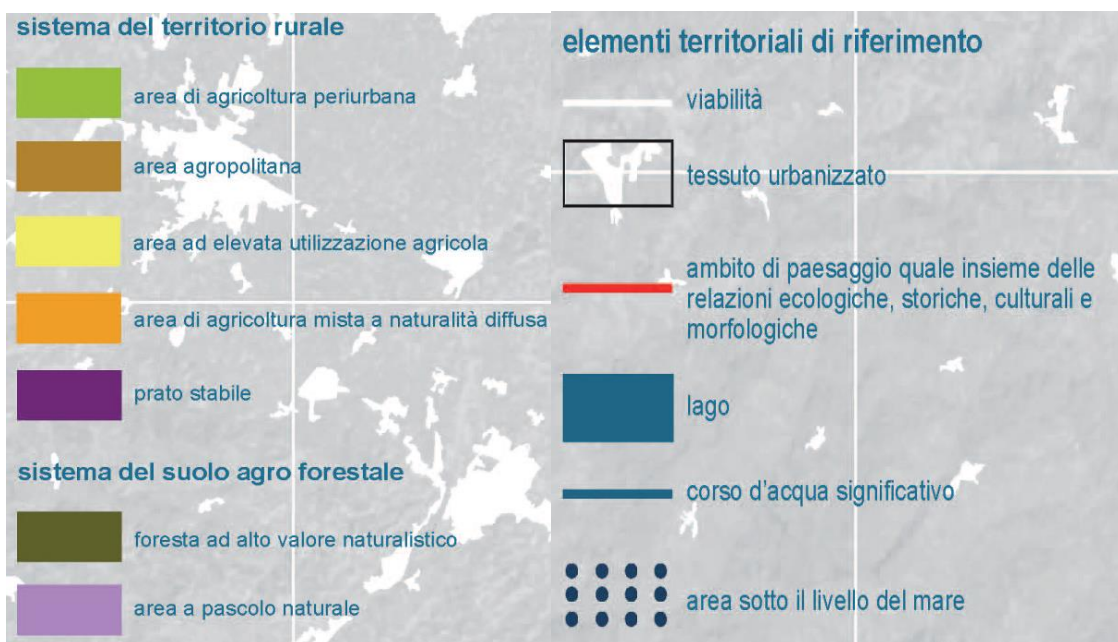 sistema del territorio rurale
area di agricoltura periurbana
area agropolitana
area ad elevata utilizzazione agricola
area di agricoltura mista a naturalità diffusa
prato stabile
sistema del suolo agro forestale
foresta ad alto valore naturalistico
area a pascolo naturale
elementi territoriali di riferimento
viabilità
tessuto urbanizzato
ambito di paesaggio quale insieme delle
relazioni ecologiche, storiche, culturali e
morfologiche
lago
corso d'acqua significativo
area sotto il livello del mare